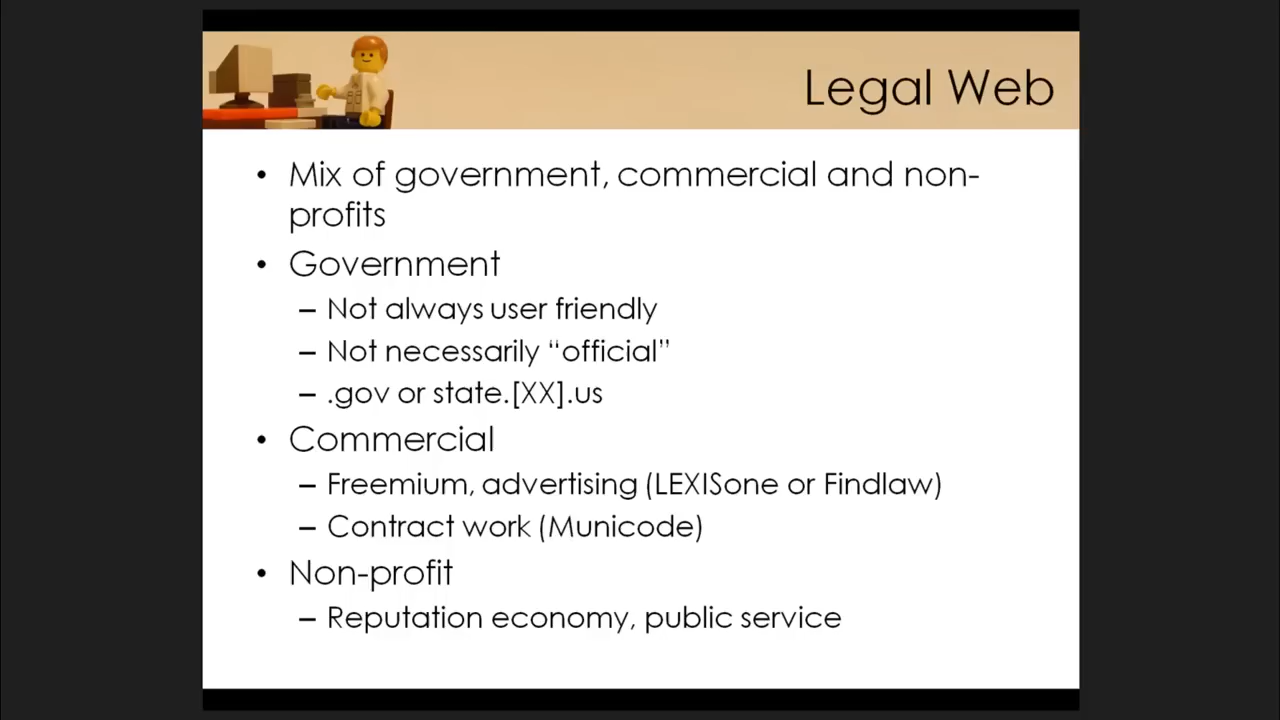 Legal Web
• Mix of government, commercial and non-
profits
• Government
– Not always user friendly
– Not necessarily “official”
– .gov or state.[XX].us
• Commercial
– Freemium, advertising (LEXISone or Findlaw)
– Contract work (Municode)
• Non-profit
– Reputation economy, public service